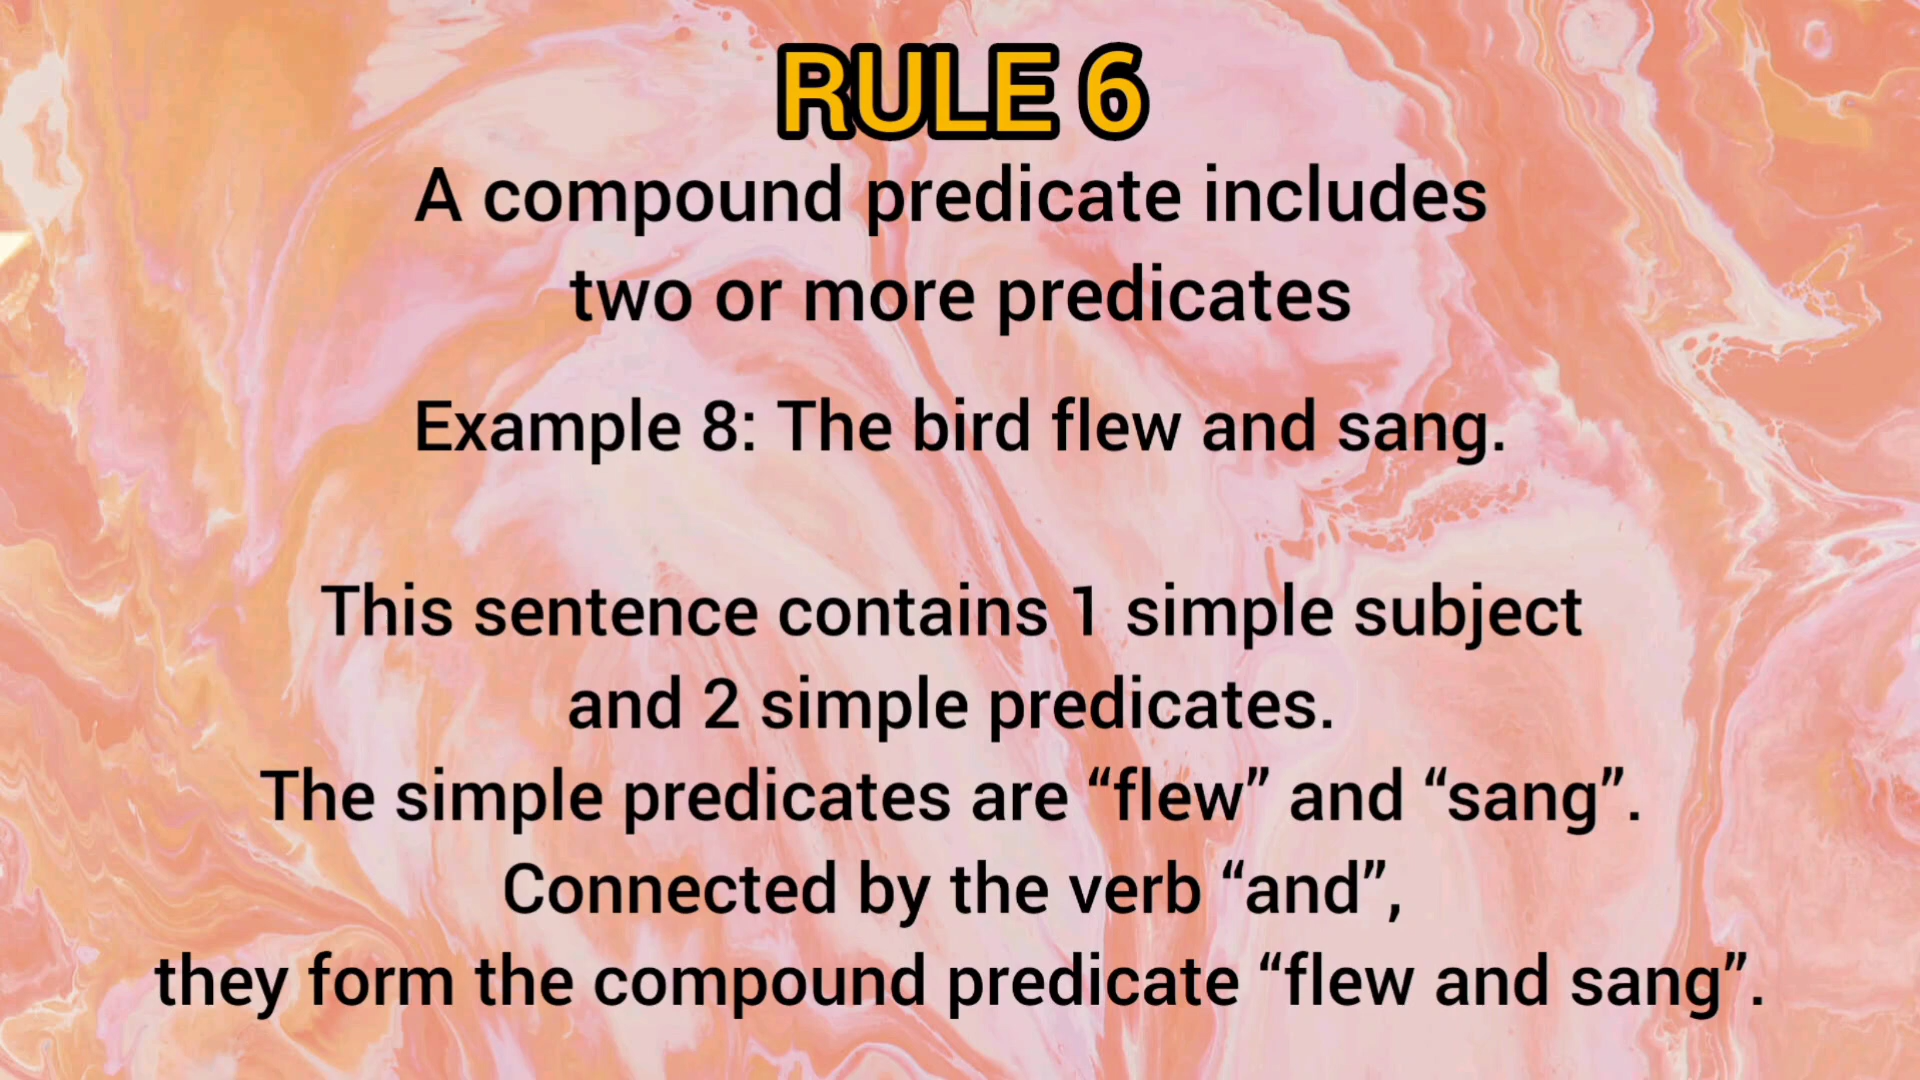 RULE 6
A compound predicate includes
two or more predicates
Example 8: The bird flew and sang.
This sentence contains 1 simple subject
and 2 simple predicates.
The simple predicates are “flew” and “sang”.
Connected by the verb “and”,
they form the compound predicate “flew and sang”.